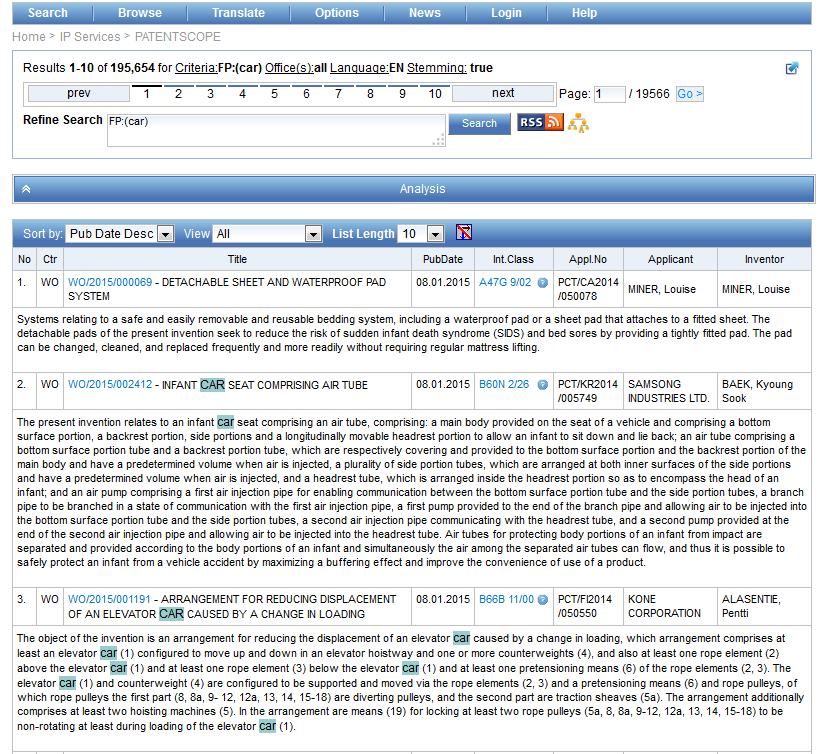 Search Browse Translate Options News Login Help
Home > IP Services > PATENTSCOPE
Results 1-10 of 195,654 for Criteria:FP:(car) Office(s):all Language:EN Stemming: true
prev 1 2 3 4 5 6 7 8 9 10 next Page: 1 / 19566 Go >
Refine Search FP:(car) Search RSS
Analysis
Sort by: Pub Date Desc View All List Length 10
No Ctr Title PubDate Int.Class Appl.No Applicant Inventor
1. WO WO/2015/000069 - DETACHABLE SHEET AND WATERPROOF PAD 08.01.2015 A47G 9/02 PCT/CA2014 MINER, Louise MINER, Louise
SYSTEM /050078
Systems relating to a safe and easily removable and reusable bedding system, including a waterproof pad or a sheet pad that attaches to a fitted sheet. The
detachable pads of the present invention seek to reduce the risk of sudden infant death syndrome (SIDS) and bed sores by providing a tightly fitted pad. The pad
can be changed, cleaned, and replaced frequently and more readily without requiring regular mattress lifting.
2. WO WO/2015/002412 - INFANT CAR SEAT COMPRISING AIR TUBE 08.01.2015 B60N 2/26 PCT/KR2014 SAMSONG BAEK, Kyoung
/005749 INDUSTRIES LTD. Sook
The present invention relates to an infant car seat comprising an air tube, comprising: a main body provided on the seat of a vehicle and comprising a bottom
surface portion, a backrest portion, side portions and a longitudinally movable headrest portion to allow an infant to sit down and lie back; an air tube comprising a
bottom surface portion tube and a backrest portion tube, which are respectively covering and provided to the bottom surface portion and the backrest portion of the
main body and have a predetermined volume when air is injected, a plurality of side portion tubes, which are arranged at both inner surfaces of the side portions
and have a predetermined volume when air is injected, and a headrest tube, which is arranged inside the headrest portion so as to encompass the head of an
infant; and an air pump comprising a first air injection pipe for enabling communication between the bottom surface portion tube and the side portion tubes, a branch
pipe to be branched in a state of communication with the first air injection pipe, a first pump provided to the end of the branch pipe and allowing air to be injected into
the bottom surface portion tube and the side portion tubes, a second air injection pipe communicating with the headrest tube, and a second pump provided at the
end of the second air injection pipe and allowing air to be injected into the headrest tube. Air tubes for protecting body portions of an infant from impact are
separated and provided according to the body portions of an infant and simultaneously the air among the separated air tubes can flow, and thus it is possible to
safely protect an infant from a vehicle accident by maximizing a buffering effect and improve the convenience of use of a product.
3. WO WO/2015/001191 - ARRANGEMENT FOR REDUCING DISPLACEMENT 08.01.2015 B66B 11/00 PCT/FI2014 KONE ALASENTIE,
OF AN ELEVATOR CAR CAUSED BY A CHANGE IN LOADING /050550 CORPORATION Pentti
The object of the invention is an arrangement for reducing the displacement of an elevator car caused by a change in loading, which arrangement comprises at
least an elevator car (1) configured to move up and down in an elevator hoistway and one or more counterweights (4), and also at least one rope element (2)
above the elevator car (1) and at least one rope element (3) below the elevator car (1) and at least one pretensioning means (6) of the rope elements (2, 3). The
elevator car (1) and counterweight (4) are configured to be supported and moved via the rope elements (2, 3) and a pretensioning means (6) and rope pulleys, of
which rope pulleys the first part (8, 8a, 9- 12, 12a, 13, 14, 15-18) are diverting pulleys, and the second part are traction sheaves (5a). The arrangement additionally
comprises at least two hoisting machines (5). In the arrangement are means (19) for locking at least two rope pulleys (5a, 8, 8a, 9-12, 12a, 13, 14, 15-18) to be
non-rotating at least during loading of the elevator car (1).